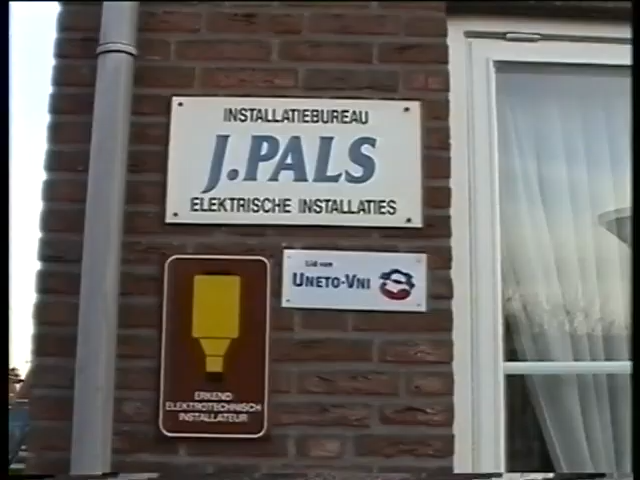 INSTALLATIEBUREAU
J.PALS
ELEKTRISCHE INSTALLATIES
Lid van
UNETO-VNI
ERKEND
ELEKTROTECHNISCH
INSTALLATEUR